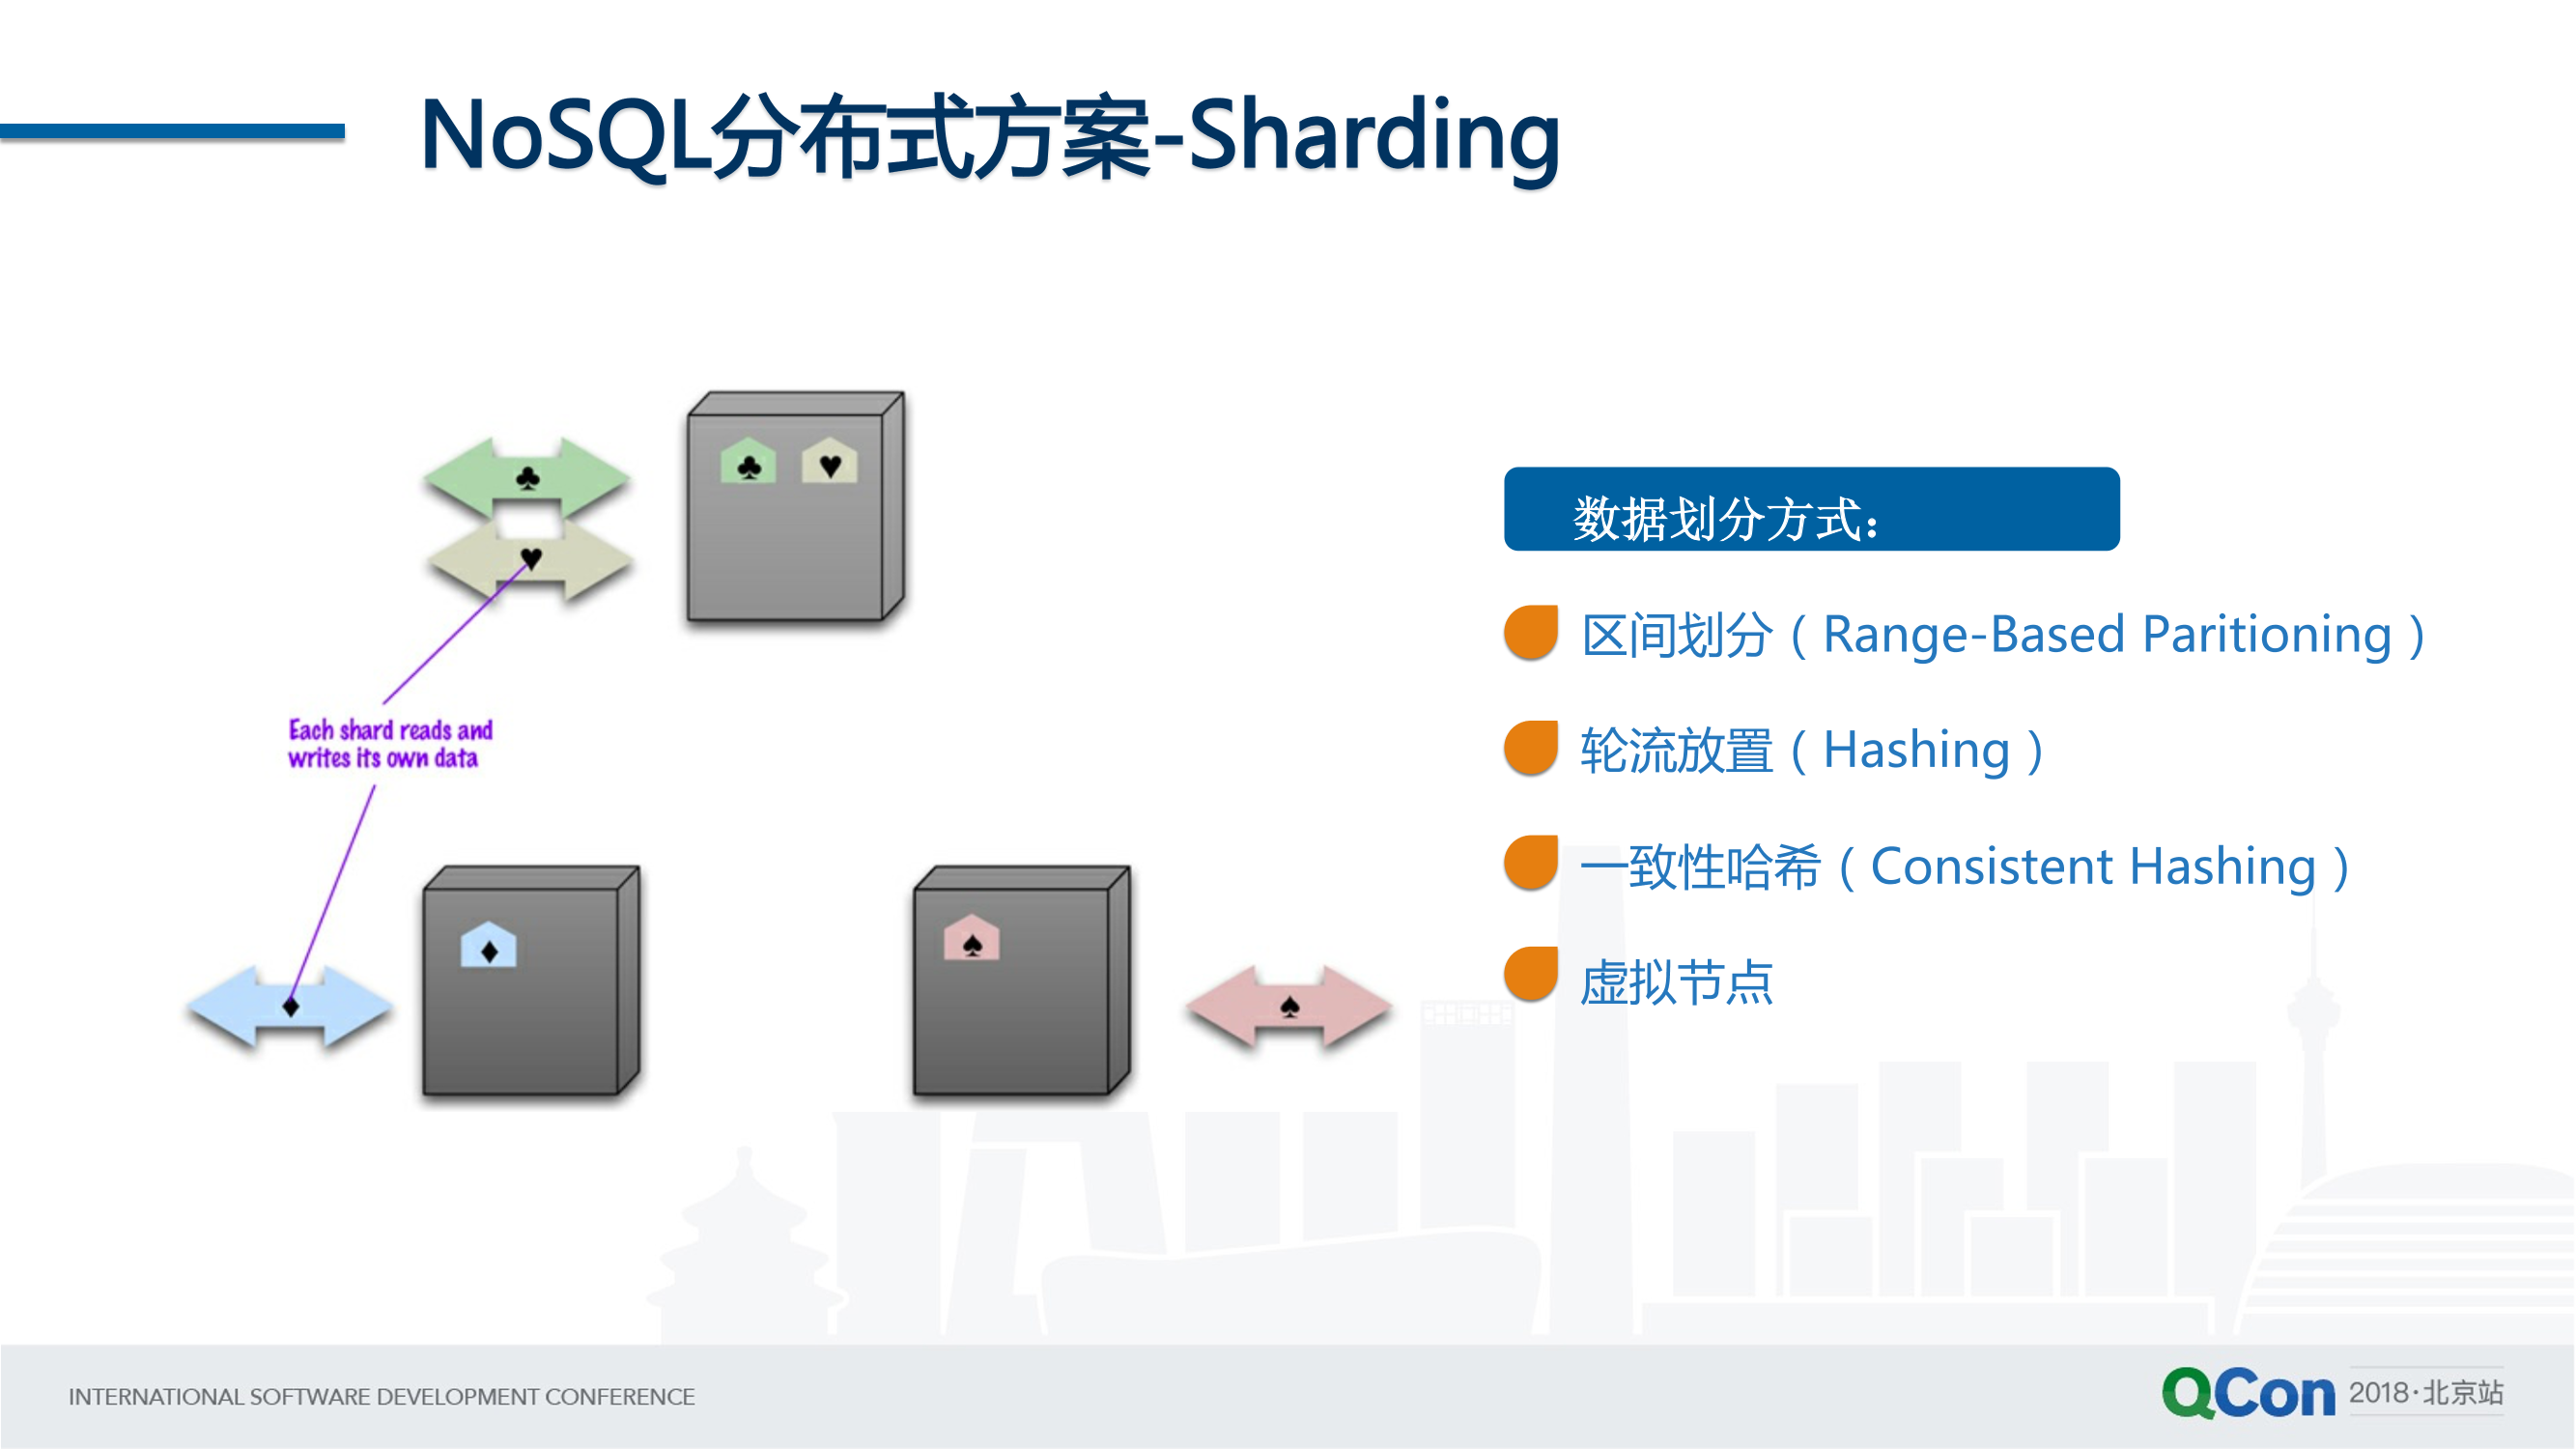 NoSQL分布式方案-Sharding
Each shard reads and
writes its own data
数据划分方式：
区间划分（Range-Based Paritioning）
轮流放置（Hashing）
一致性哈希（Consistent Hashing）
虚拟节点
INTERNATIONAL SOFTWARE DEVELOPMENT CONFERENCE
QCon 2018·北京站